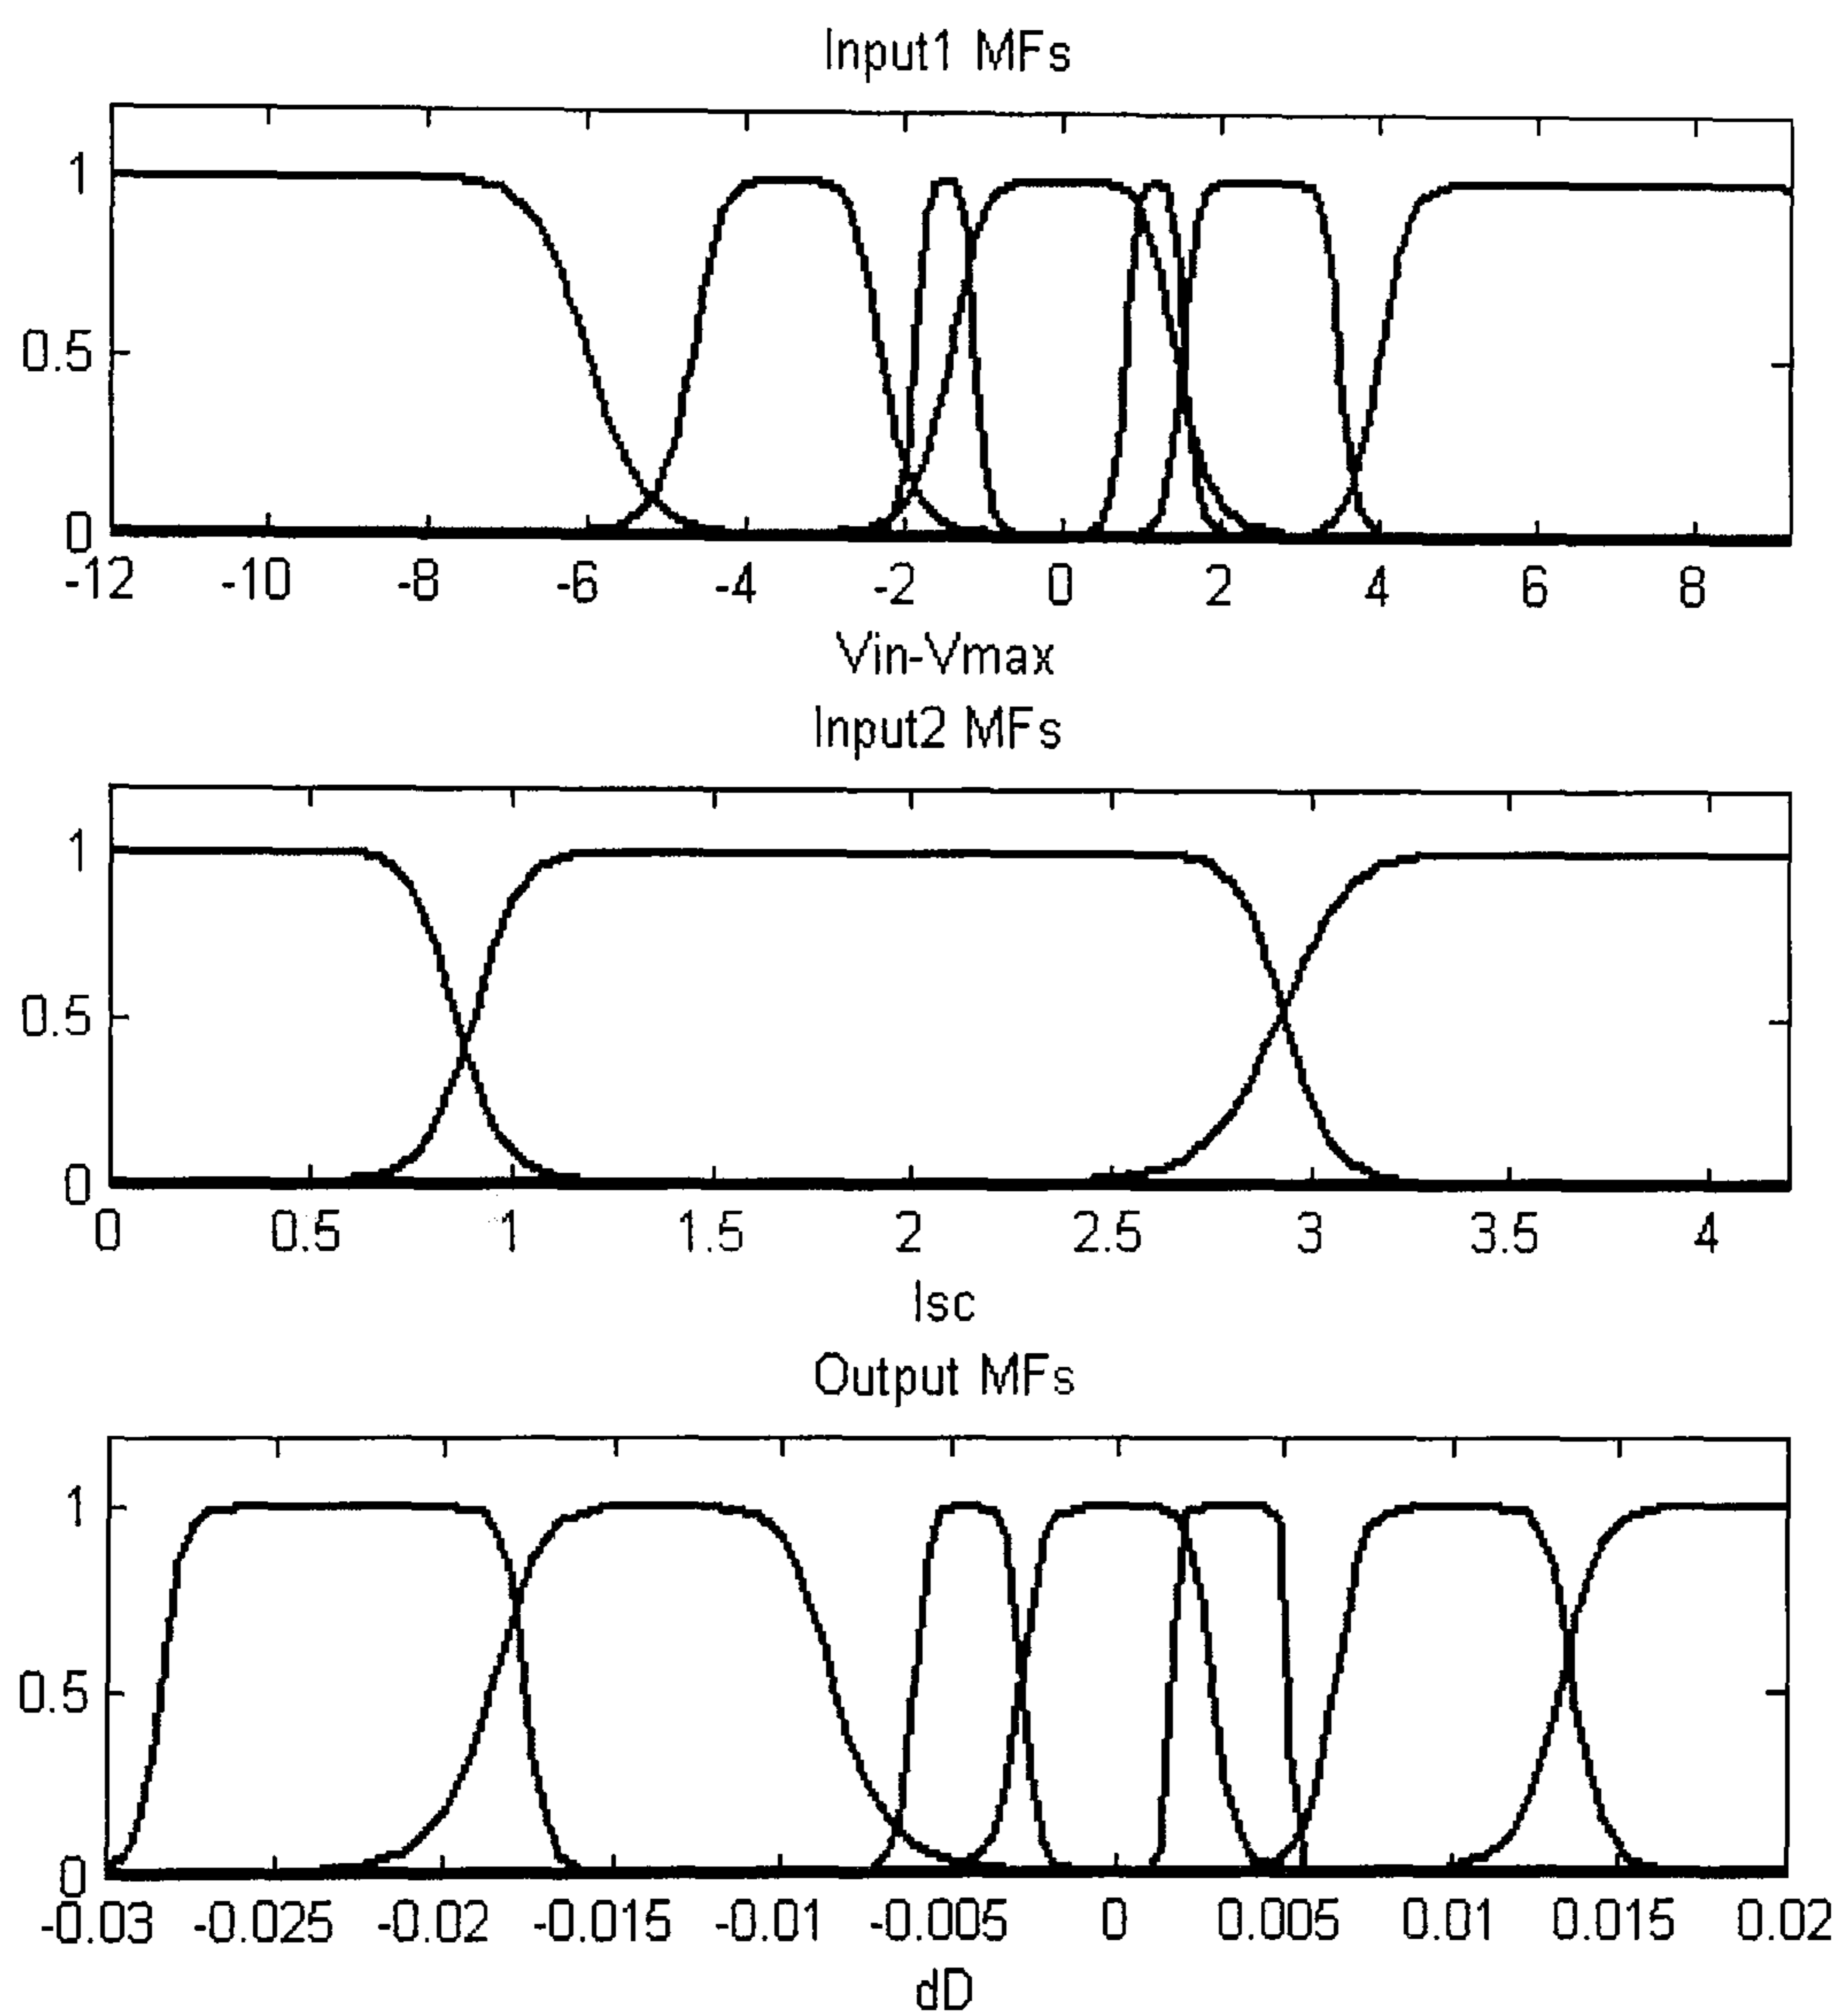 Input1 MFs
1
0.5
0
-12 -10 -8 -6 -4 -2 0 2 4 6 8
Vin-Vmax
Input2 MFs
1
0.5
0
0 0.5 1 1.5 2 2.5 3 3.5 4
Isc
Output MFs
1
0.5
0
-0.03 -0.025 -0.02 -0.015 -0.01 -0.005 0 0.005 0.01 0.015 0.02
dD